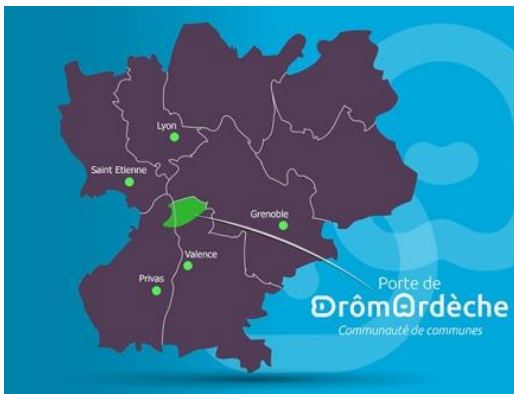 Lyon
Saint Etienne
Grenoble
Valence
Privas
Porte de
DrômArdèche
Communauté de communes